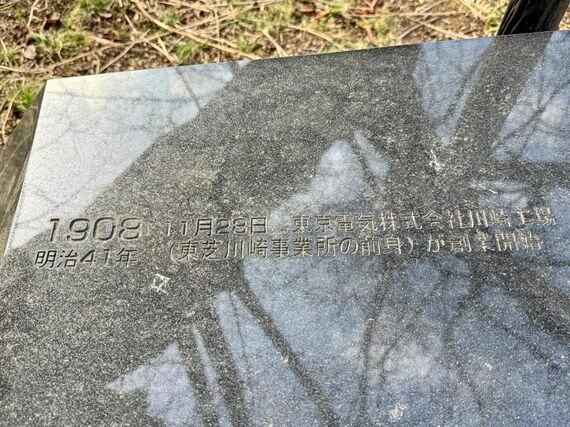 1908 11月28日 東京電気株式会社川崎工場
明治41年 (東芝川崎事業所の前身)が創業開始